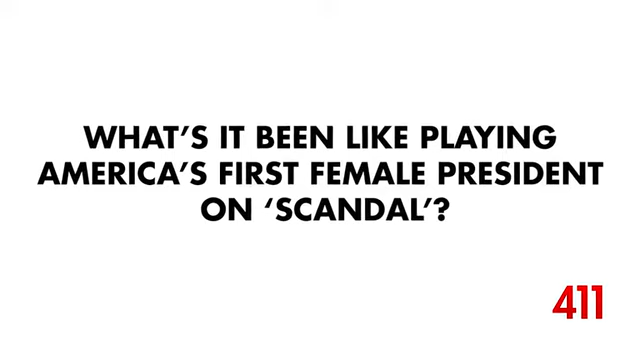 WHAT'S IT BEEN LIKE PLAYING
AMERICA'S FIRST FEMALE PRESIDENT
ON ‘SCANDAL’?
411